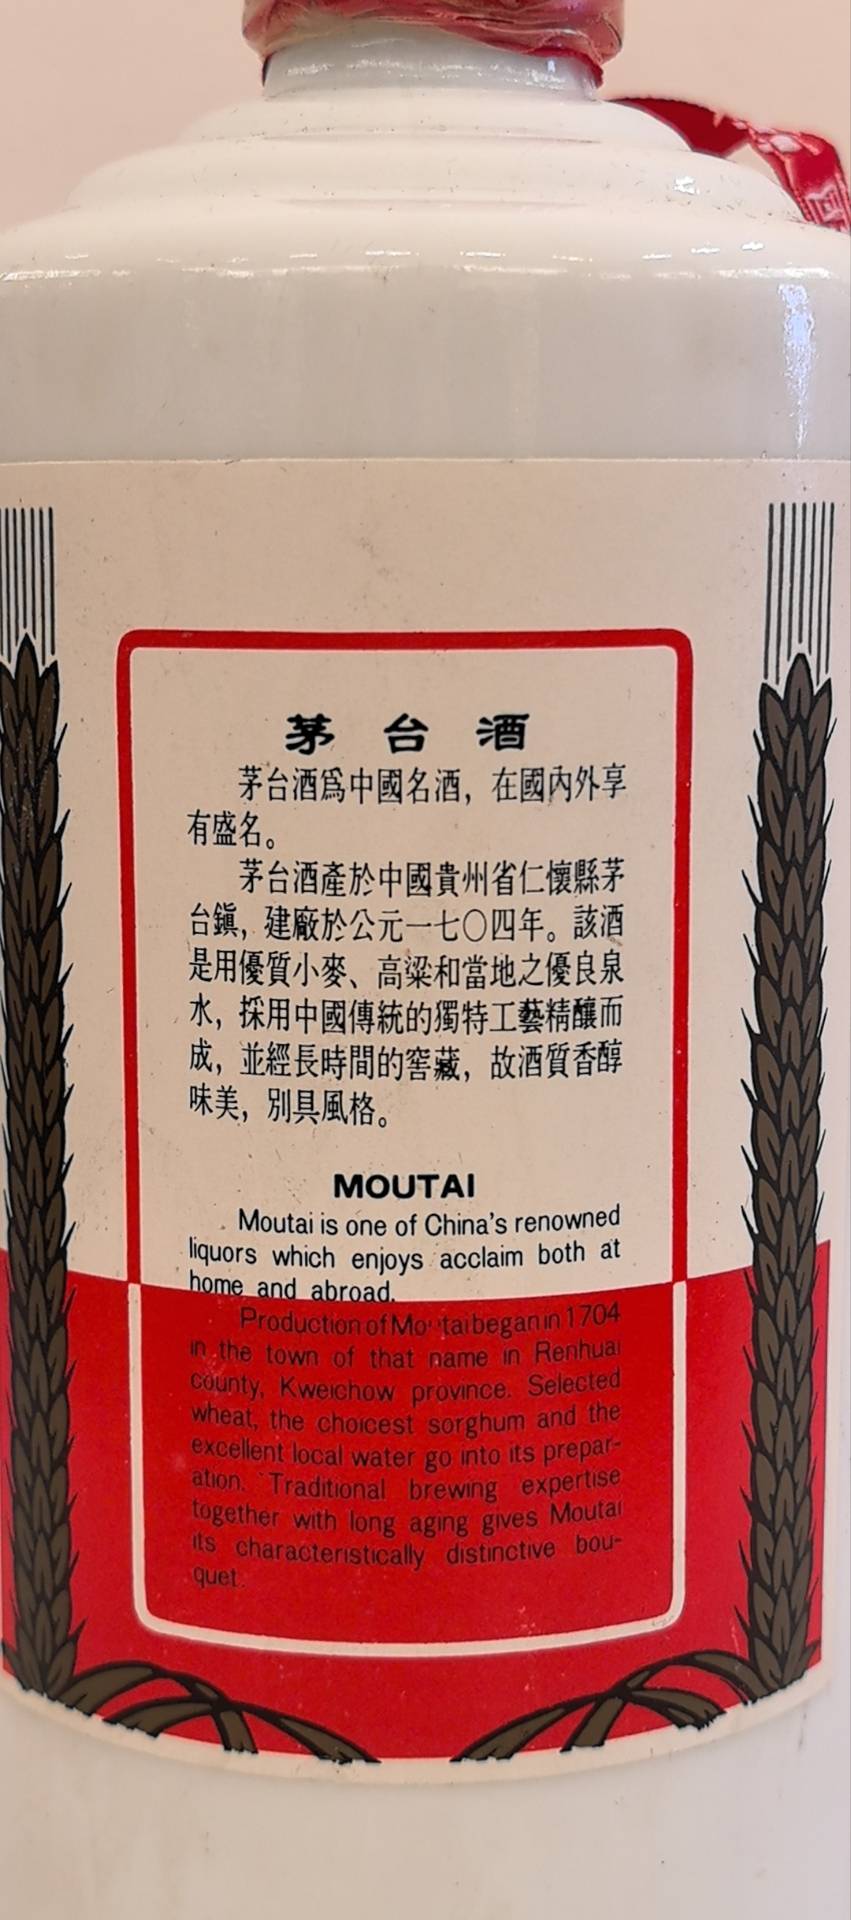 茅台酒
茅台酒爲中國名酒，在國內外享
有盛名。
茅台酒產於中國貴州省仁懷縣茅
台鎮，建廠於公元一七〇四年。該酒
是用優質小麥、高粱和當地之優良泉
水，採用中國傳統的獨特工藝精釀而
成，並經長時間的窖藏，故酒質香醇
味美，別具風格。
MOUTAI
Moutai is one of China's renowned
liquors which enjoys acclaim both at
home and abroad.
Production of Moutai began in 1704
in the town of that name in Renhuai
county, Kweichow province. Selected
wheat, the choicest sorghum and the
excellent local water go into its prepar-
ation. Traditional brewing expertise
together with long aging gives Moutai
its characteristically distinctive bou-
quet.